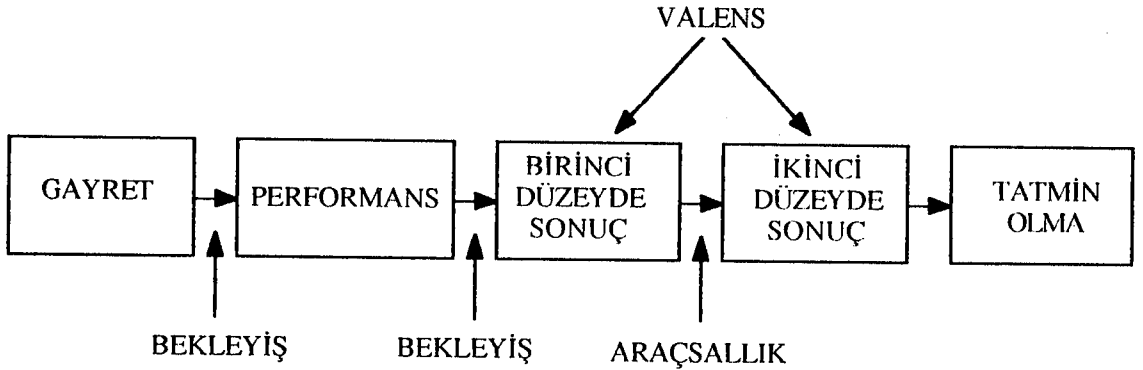 VALENS
GAYRET
PERFORMANS
BİRİNCİ
DÜZEYDE
SONUÇ
İKİNCİ
DÜZEYDE
SONUÇ
TATMİN
OLMA
BEKLEYİŞ
BEKLEYİŞ
ARAÇSALLIK